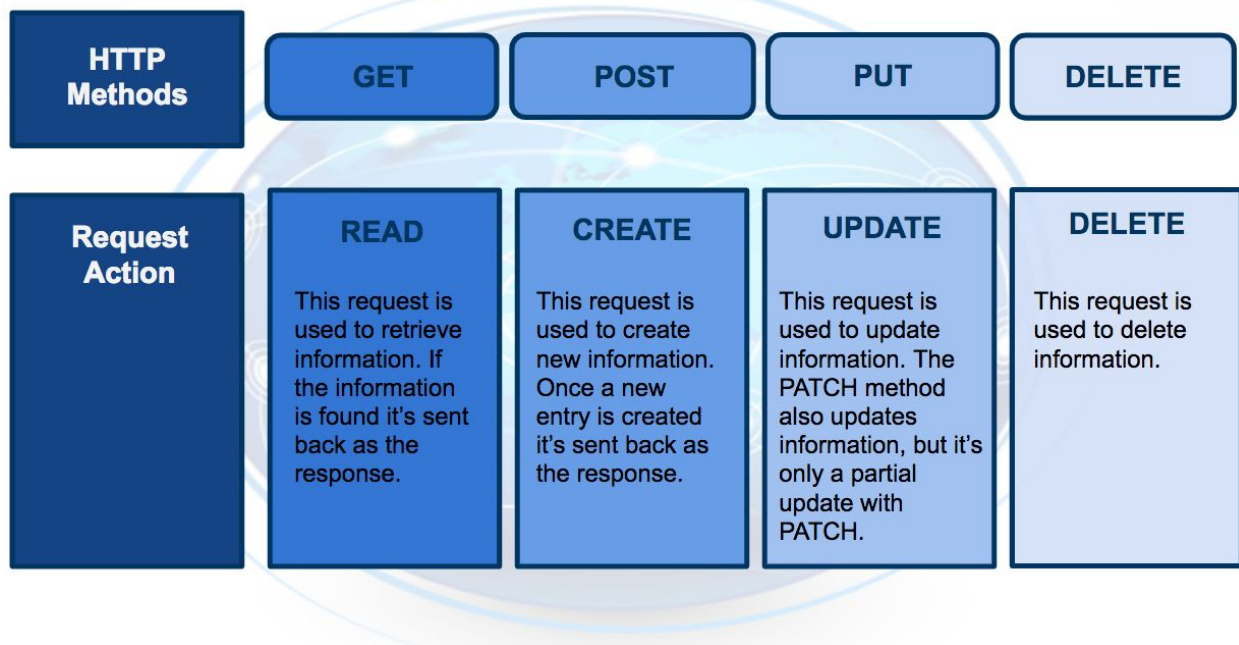 HTTP
Methods
GET
POST
PUT
DELETE
Request
Action
READ
This request is
used to retrieve
information. If
the information
is found it’s sent
back as the
response.
CREATE
This request is
used to create
new information.
Once a new
entry is created
it’s sent back as
the response.
UPDATE
This request is
used to update
information. The
PATCH method
also updates
information, but it’s
only a partial
update with
PATCH.
DELETE
This request is
used to delete
information.